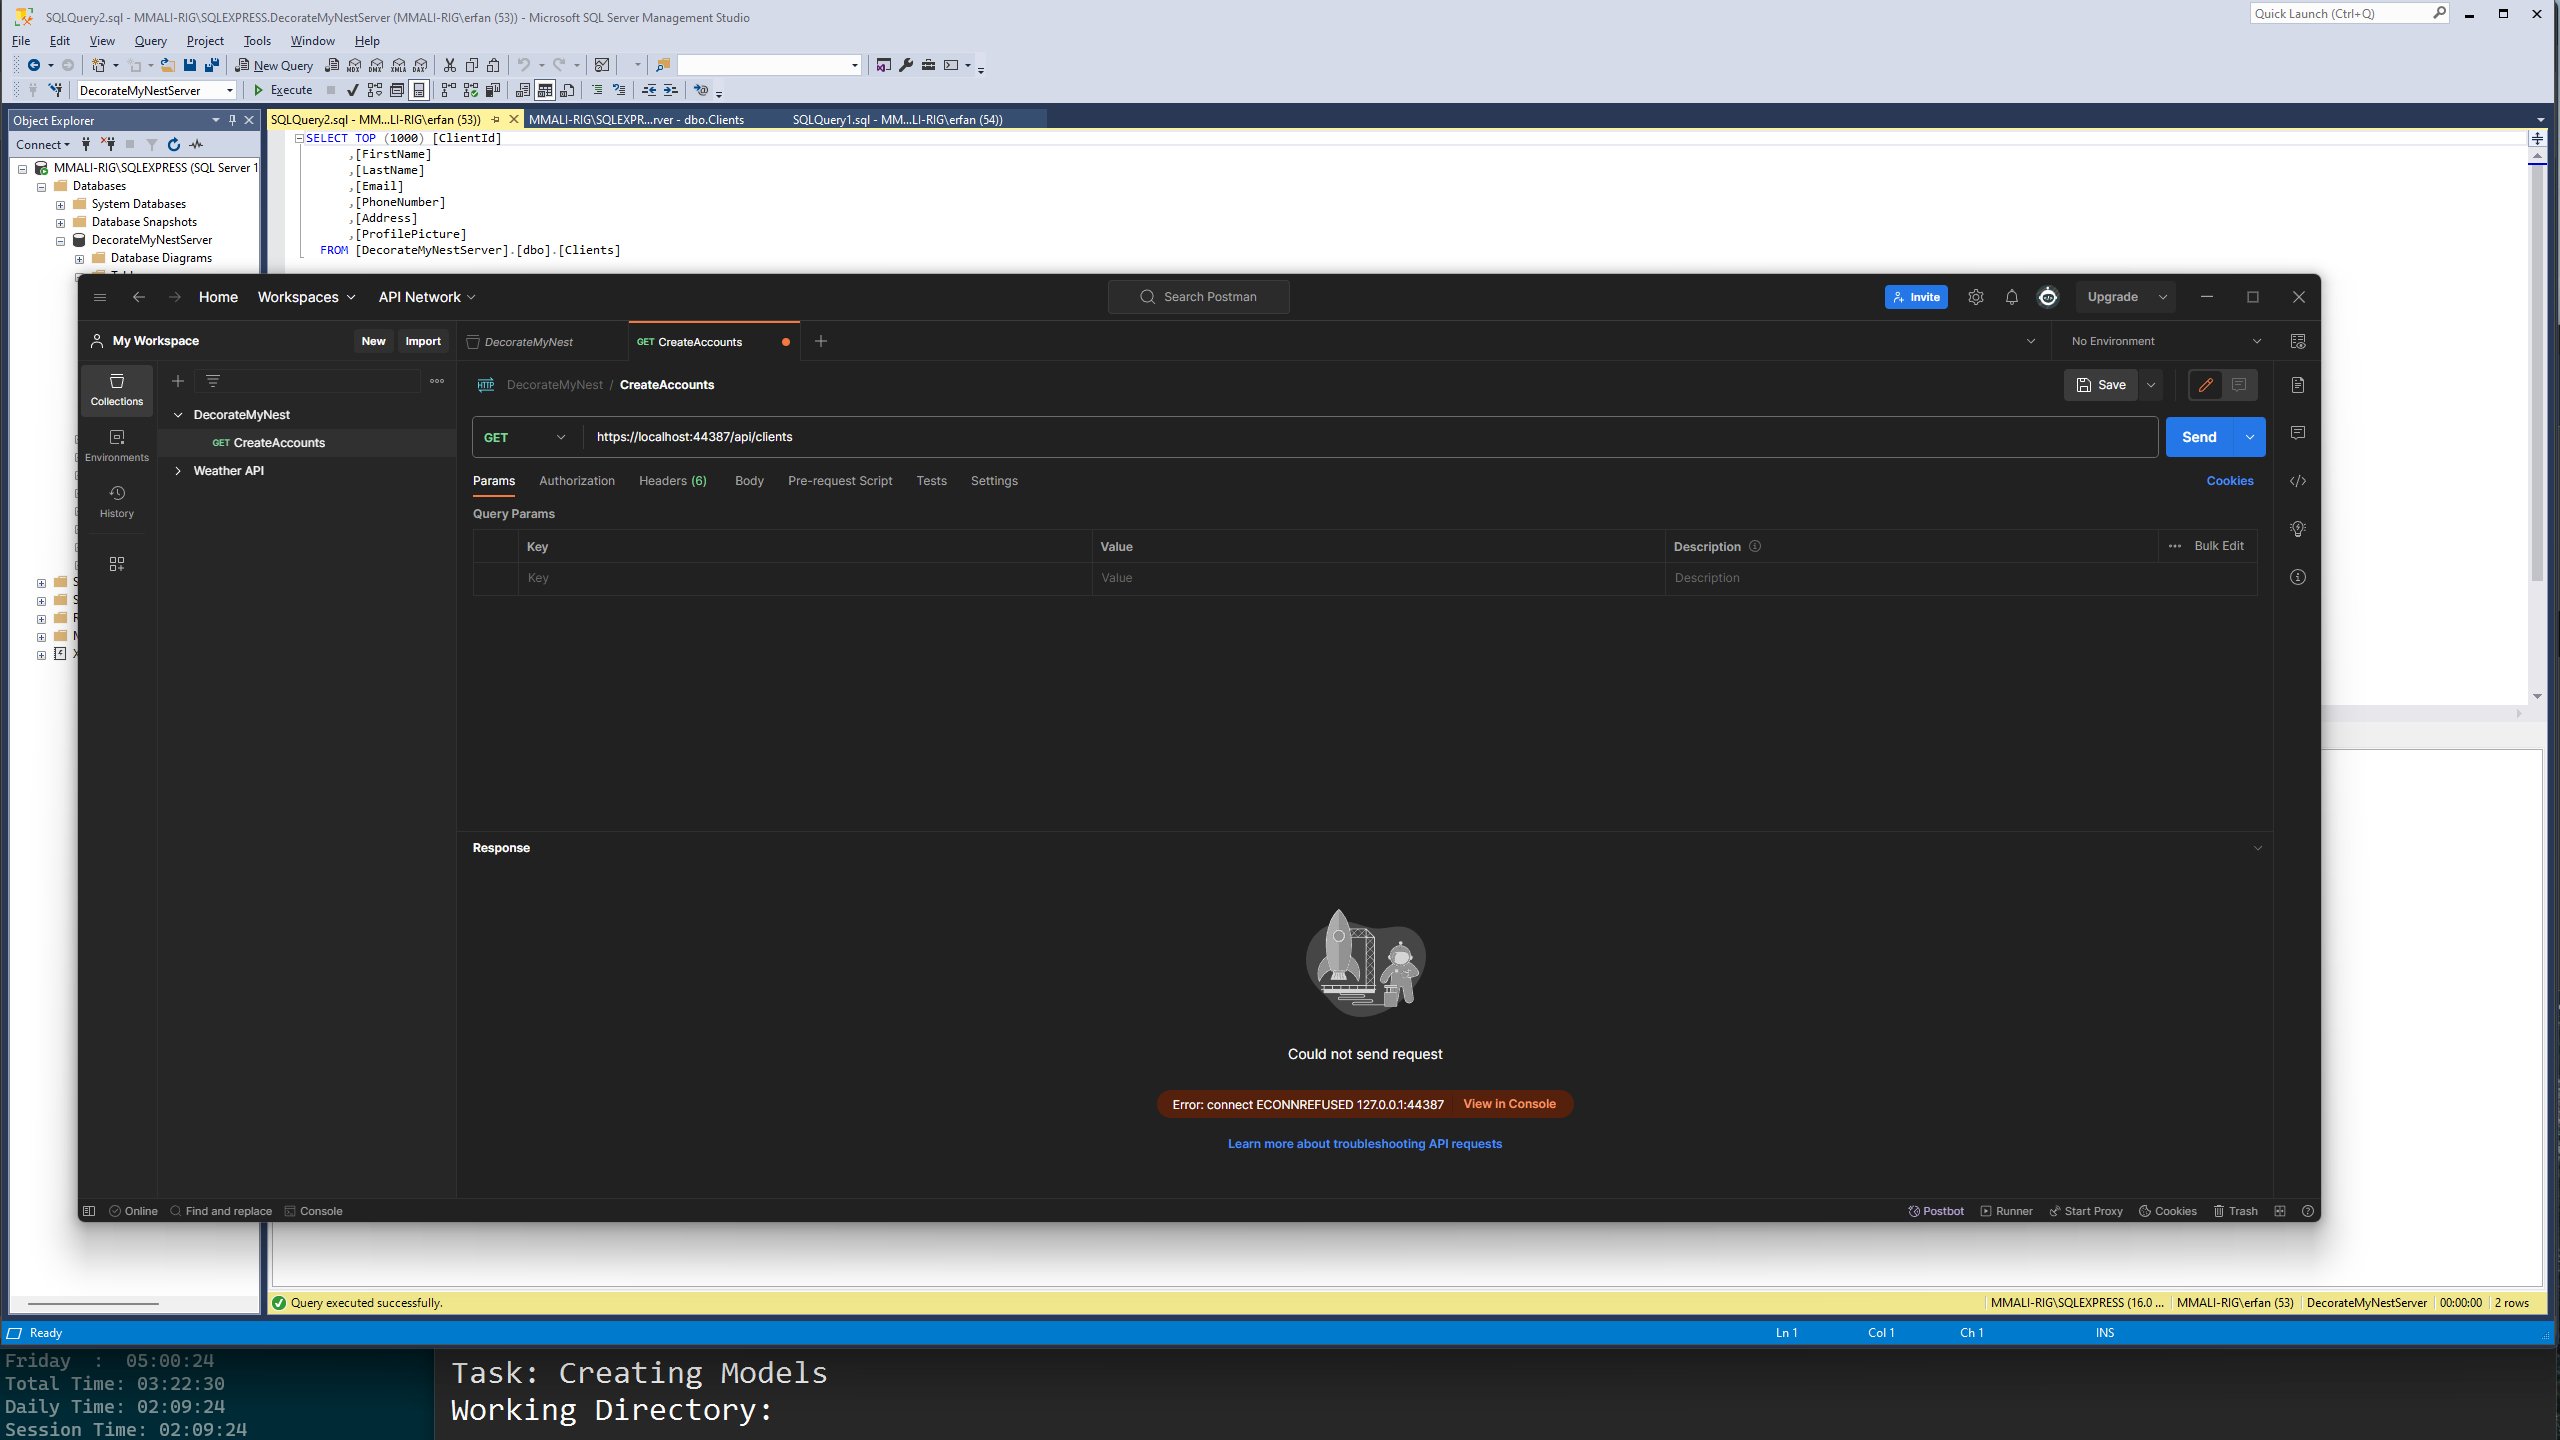 SQLQuery2.sql - MMALI-RIG\SQLEXPRESS.DecorateMyNestServer (MMALI-RIG\erfan (53)) - Microsoft SQL Server Management Studio
Quick Launch (Ctrl+Q)
File Edit View Query Project Tools Window Help
New Query
DecorateMyNestServer Execute
Object Explorer
SQLQuery2.sql - MM...LI-RIG\erfan (53)) MMALI-RIG\SQLEXPR...rver - dbo.Clients SQLQuery1.sql - MM...LI-RIG\erfan (54))
Connect
MMALI-RIG\SQLEXPRESS (SQL Server 1
Databases
System Databases
Database Snapshots
DecorateMyNestServer
Database Diagrams
SELECT TOP (1000) [ClientId]
,[FirstName]
,[LastName]
,[Email]
,[PhoneNumber]
,[Address]
,[ProfilePicture]
FROM [DecorateMyNestServer].[dbo].[Clients]
Home Workspaces API Network
Search Postman
Invite
Upgrade
My Workspace New Import
DecorateMyNest
GET CreateAccounts
No Environment
Collections
Environments
History
DecorateMyNest
GET CreateAccounts
Weather API
HTTP DecorateMyNest / CreateAccounts
Save
GET https://localhost:44387/api/clients
Send
Params Authorization Headers (6) Body Pre-request Script Tests Settings
Cookies
Query Params
Key Value Description Bulk Edit
Key Value Description
Response
Could not send request
Error: connect ECONNREFUSED 127.0.0.1:44387 View in Console
Learn more about troubleshooting API requests
Online Find and replace Console
Postbot Runner Start Proxy Cookies Trash
Query executed successfully.
MMALI-RIG\SQLEXPRESS (16.0 ... MMALI-RIG\erfan (53) DecorateMyNestServer 00:00:00 2 rows
Ready
Ln 1 Col 1 Ch 1 INS
Friday : 05:00:24
Total Time: 03:22:30
Daily Time: 02:09:24
Session Time: 02:09:24
Task: Creating Models
Working Directory: